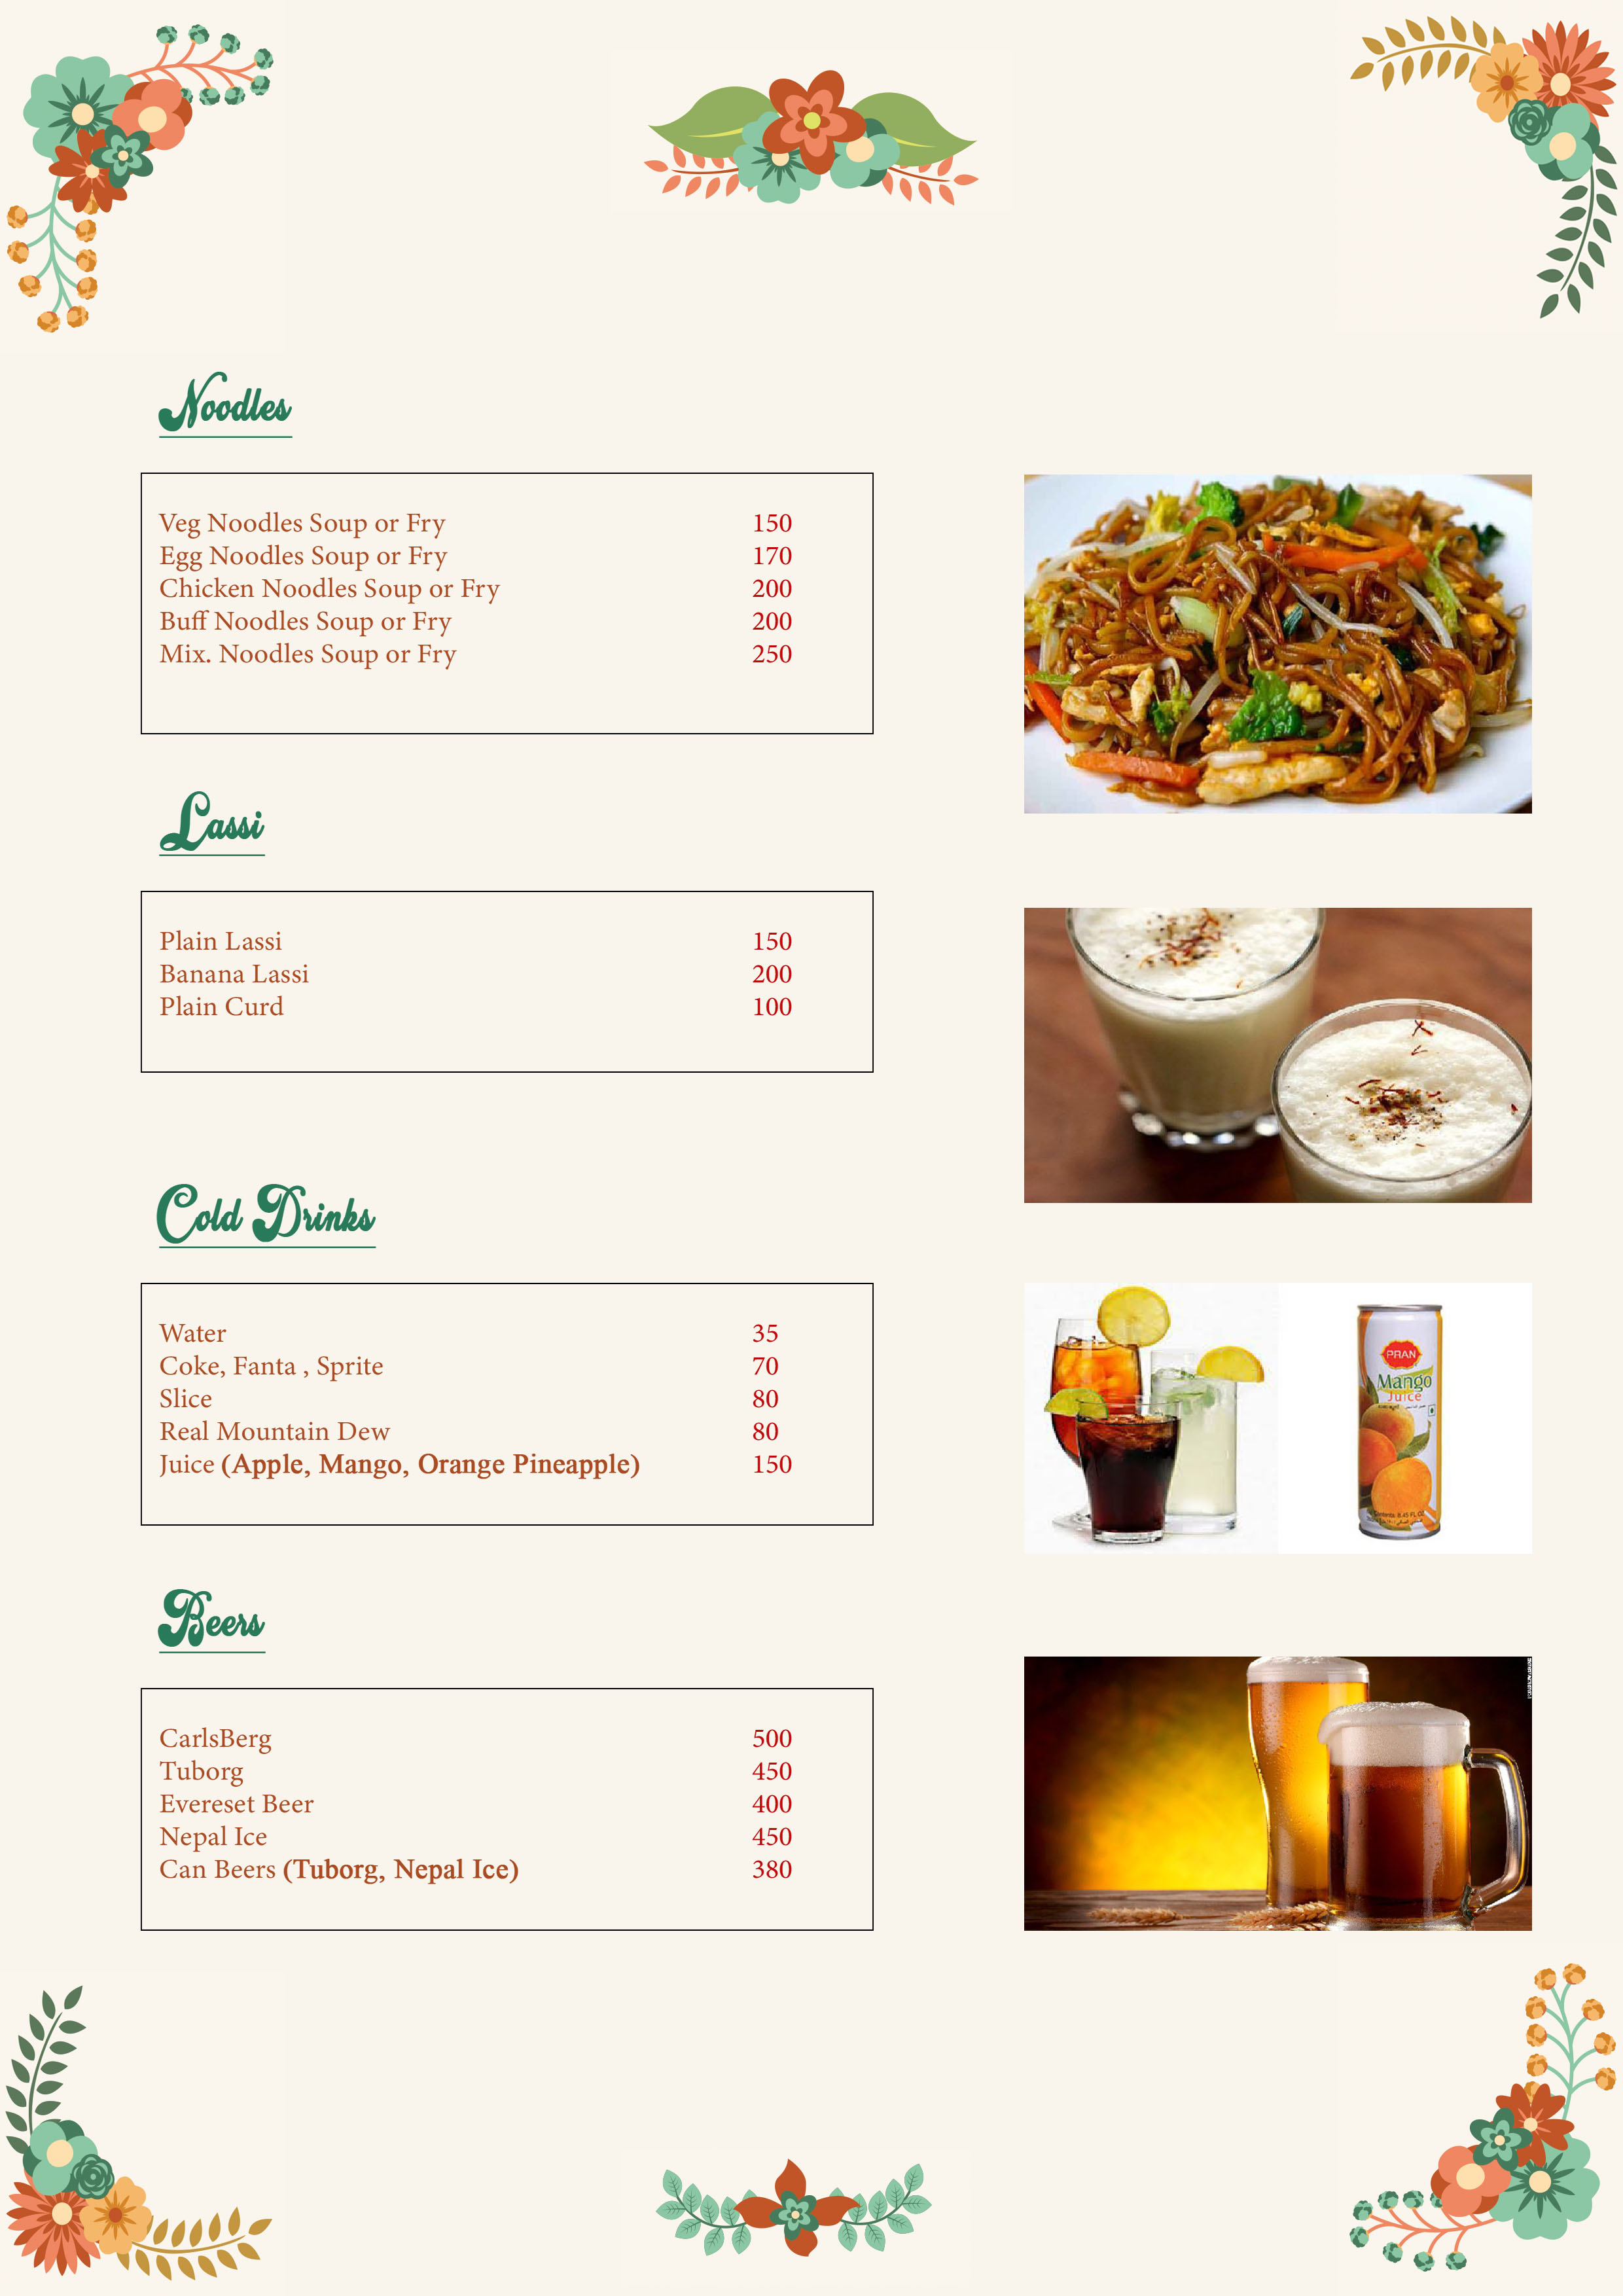 Noodles
Veg Noodles Soup or Fry 150
Egg Noodles Soup or Fry 170
Chicken Noodles Soup or Fry 200
Buff Noodles Soup or Fry 200
Mix. Noodles Soup or Fry 250
Lassi
Plain Lassi 150
Banana Lassi 200
Plain Curd 100
Cold Drinks
Water 35
Coke, Fanta , Sprite 70
Slice 80
Real Mountain Dew 80
Juice (Apple, Mango, Orange Pineapple) 150
PRAN
Mango
Juice
Beers
CarlsBerg 500
Tuborg 450
Evereset Beer 400
Nepal Ice 450
Can Beers (Tuborg, Nepal Ice) 380